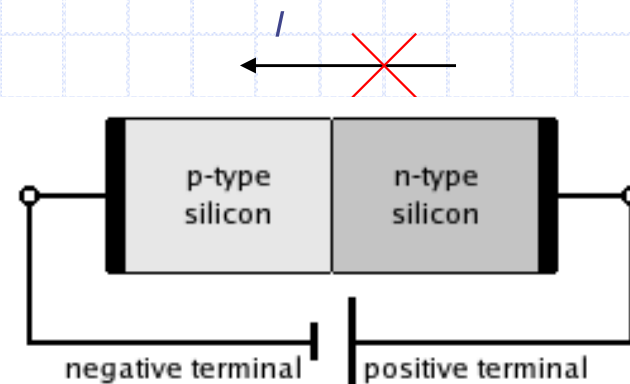 I
p-type n-type
silicon silicon
negative terminal positive terminal